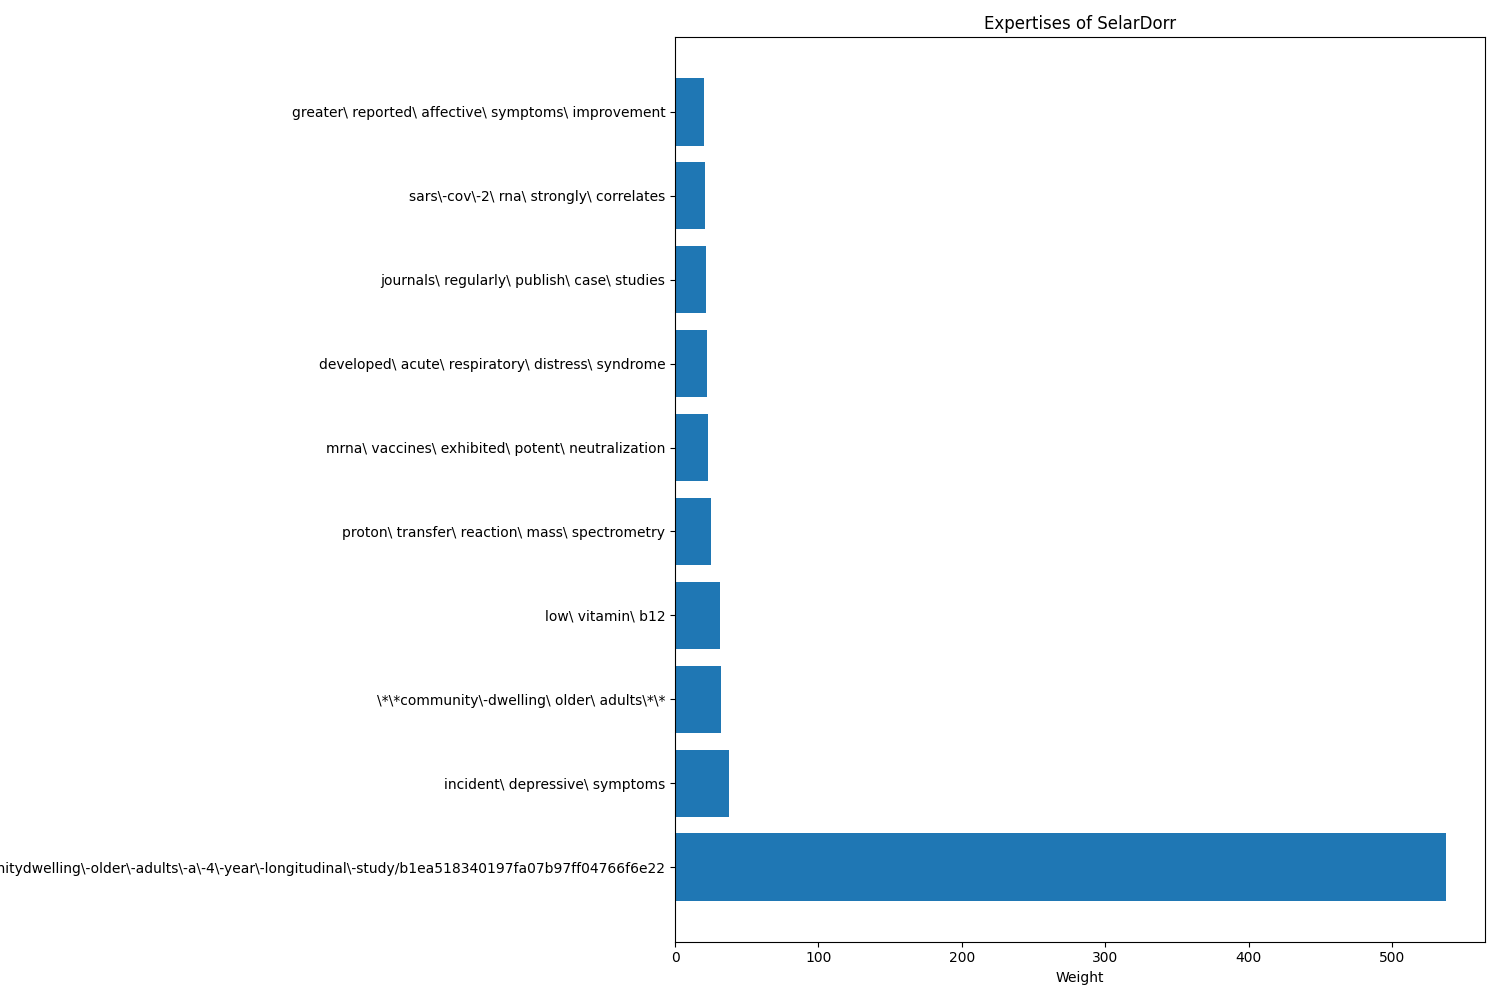 Expertises of SelarDorr
greater\ reported\ affective\ symptoms\ improvement
sars\-cov\-2\ rna\ strongly\ correlates
journals\ regularly\ publish\ case\ studies
developed\ acute\ respiratory\ distress\ syndrome
mrna\ vaccines\ exhibited\ potent\ neutralization
proton\ transfer\ reaction\ mass\ spectrometry
low\ vitamin\ b12
\*\*community\-dwelling\ older\ adults\*\*
incident\ depressive\ symptoms
nitydwelling\-older\-adults\-a\-4\-year\-longitudinal\-study/b1ea518340197fa07b97ff04766f6e22
0 100 200 300 400 500
Weight